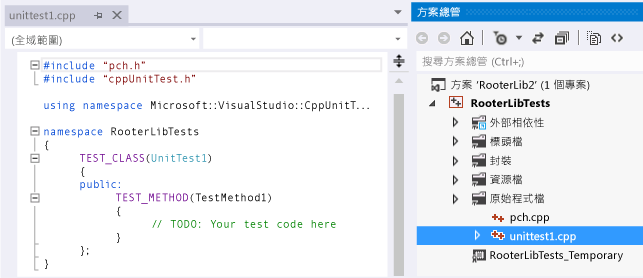 unittest1.cpp
(全域範圍)
#include "pch.h"
#include "cppUnitTest.h"
using namespace Microsoft::VisualStudio::CppUnitT...
namespace RooterLibTests
{
TEST_CLASS(UnitTest1)
{
public:
TEST_METHOD(TestMethod1)
{
// TODO: Your test code here
}
};
}
方案總管
搜尋方案總管 (Ctrl+;)
方案 'RooterLib2' (1 個專案)
RooterLibTests
外部相依性
標頭檔
封裝
資源檔
原始程式檔
pch.cpp
unittest1.cpp
RooterLibTests_Temporary